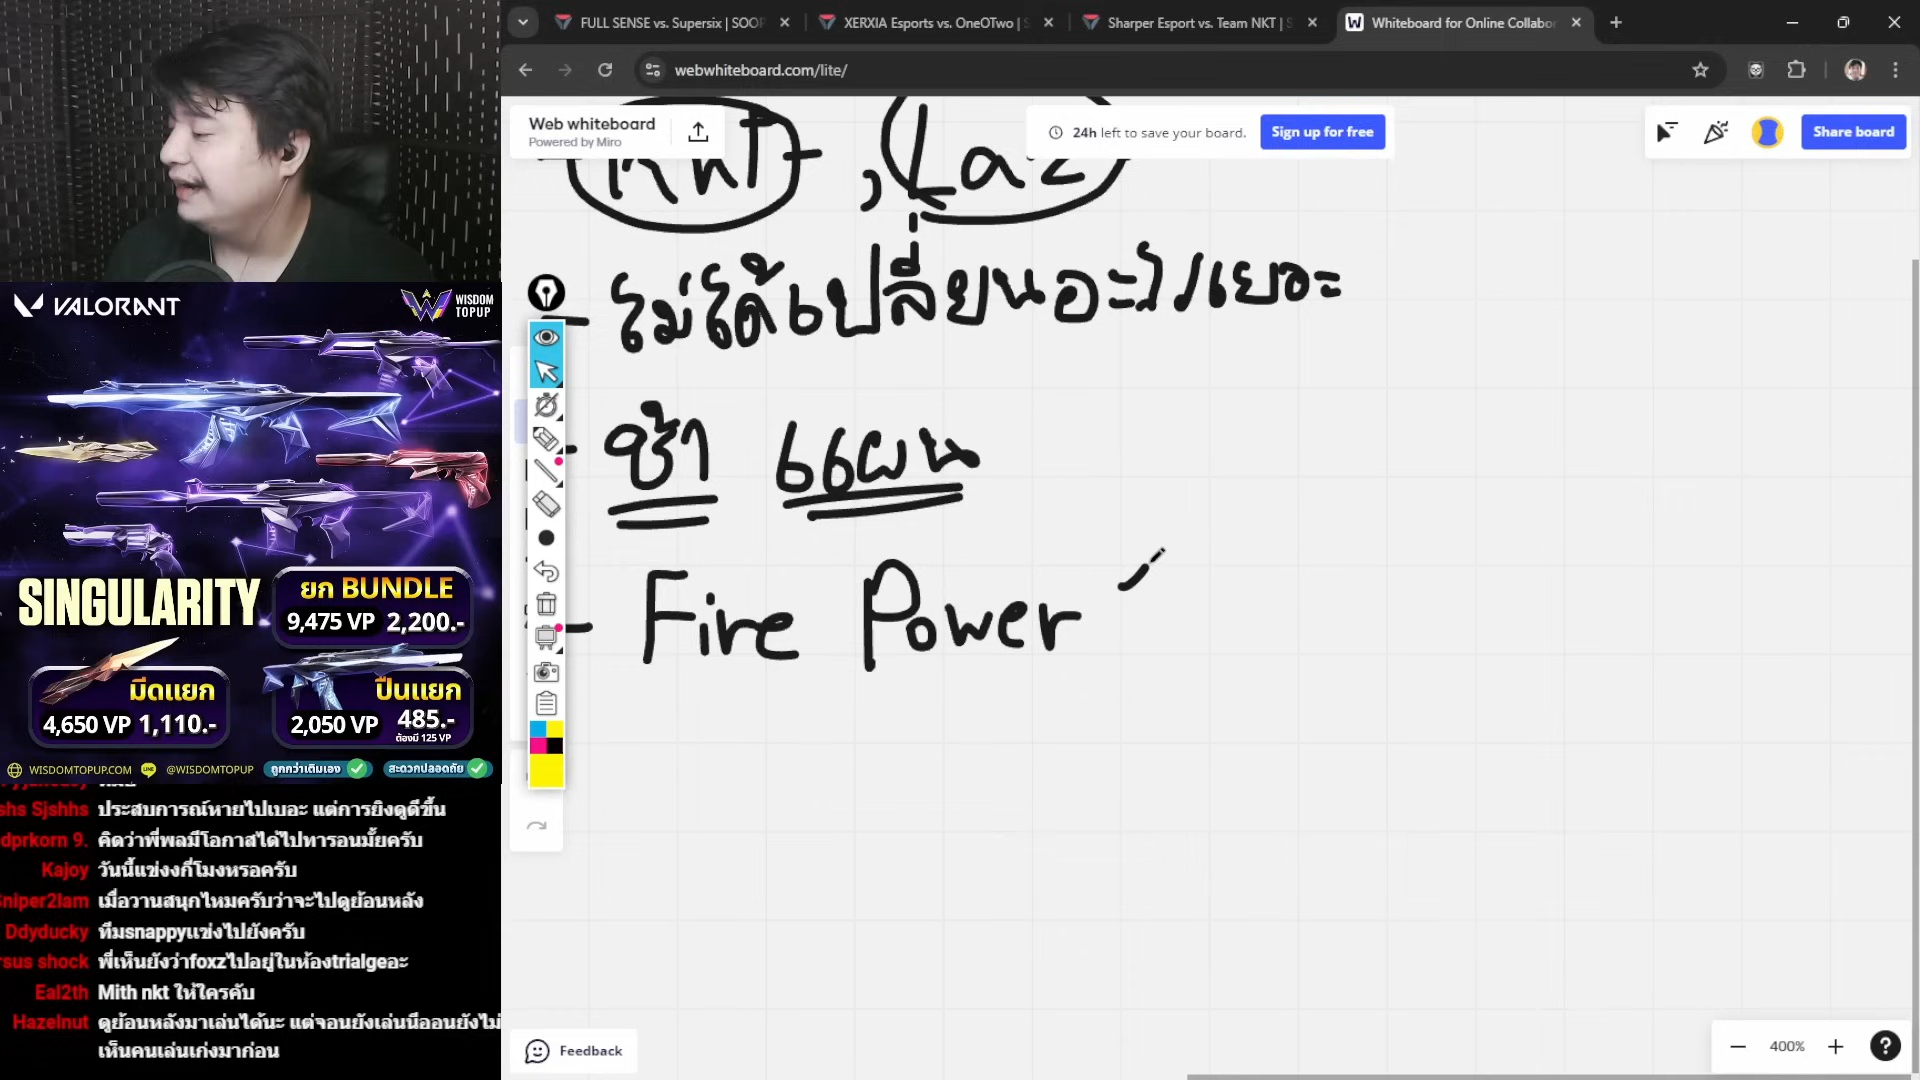 FULL SENSE vs. Supersix | SOOP
XERXIA Esports vs. OneOTwo | S
Sharper Esport vs. Team NKT | S
Whiteboard for Online Collabor
webwhiteboard.com/lite/
Web whiteboard
Powered by Miro
24h left to save your board.
Sign up for free
Share board
, Laz
- ไม่ได้เปลี่ยนอะไรเยอะ
- ช้า แผน
- Fire Power
VALORANT
WISDOM TOPUP
SINGULARITY
ยก BUNDLE
9,475 VP 2,200.-
มีดแยก
4,650 VP 1,110.-
ปืนแยก
2,050 VP 485.-
ต้องมี 125 VP
WISDOMTOPUP.COM @WISDOMTOPUP ถูกกว่าเติมเอง สะดวกปลอดภัย
shs Sjshhs ประสบการณ์หายไปเบอะ แต่การยิงดูดีขึ้น
dprkorn 9. คิดว่าพี่พลมีโอกาสได้ไปทารอนมั้ยครับ
Kajoy วันนี้แข่งงกี่โมงหรอครับ
niper2lam เมื่อวานสนุกไหมครับว่าจะไปดูย้อนหลัง
Ddyducky ทีมsnappyแข่งไปยังครับ
rsus shock พี่เห็นยังว่าfoxzไปอยู่ในห้องtrialgeอะ
Eal2th Mith nkt ให้ใครคับ
Hazelnut ดูย้อนหลังมาเล่นได้นะ แต่จอนยังเล่นนีออนยังไม่
เห็นคนเล่นเก่งมาก่อน
Feedback
400%